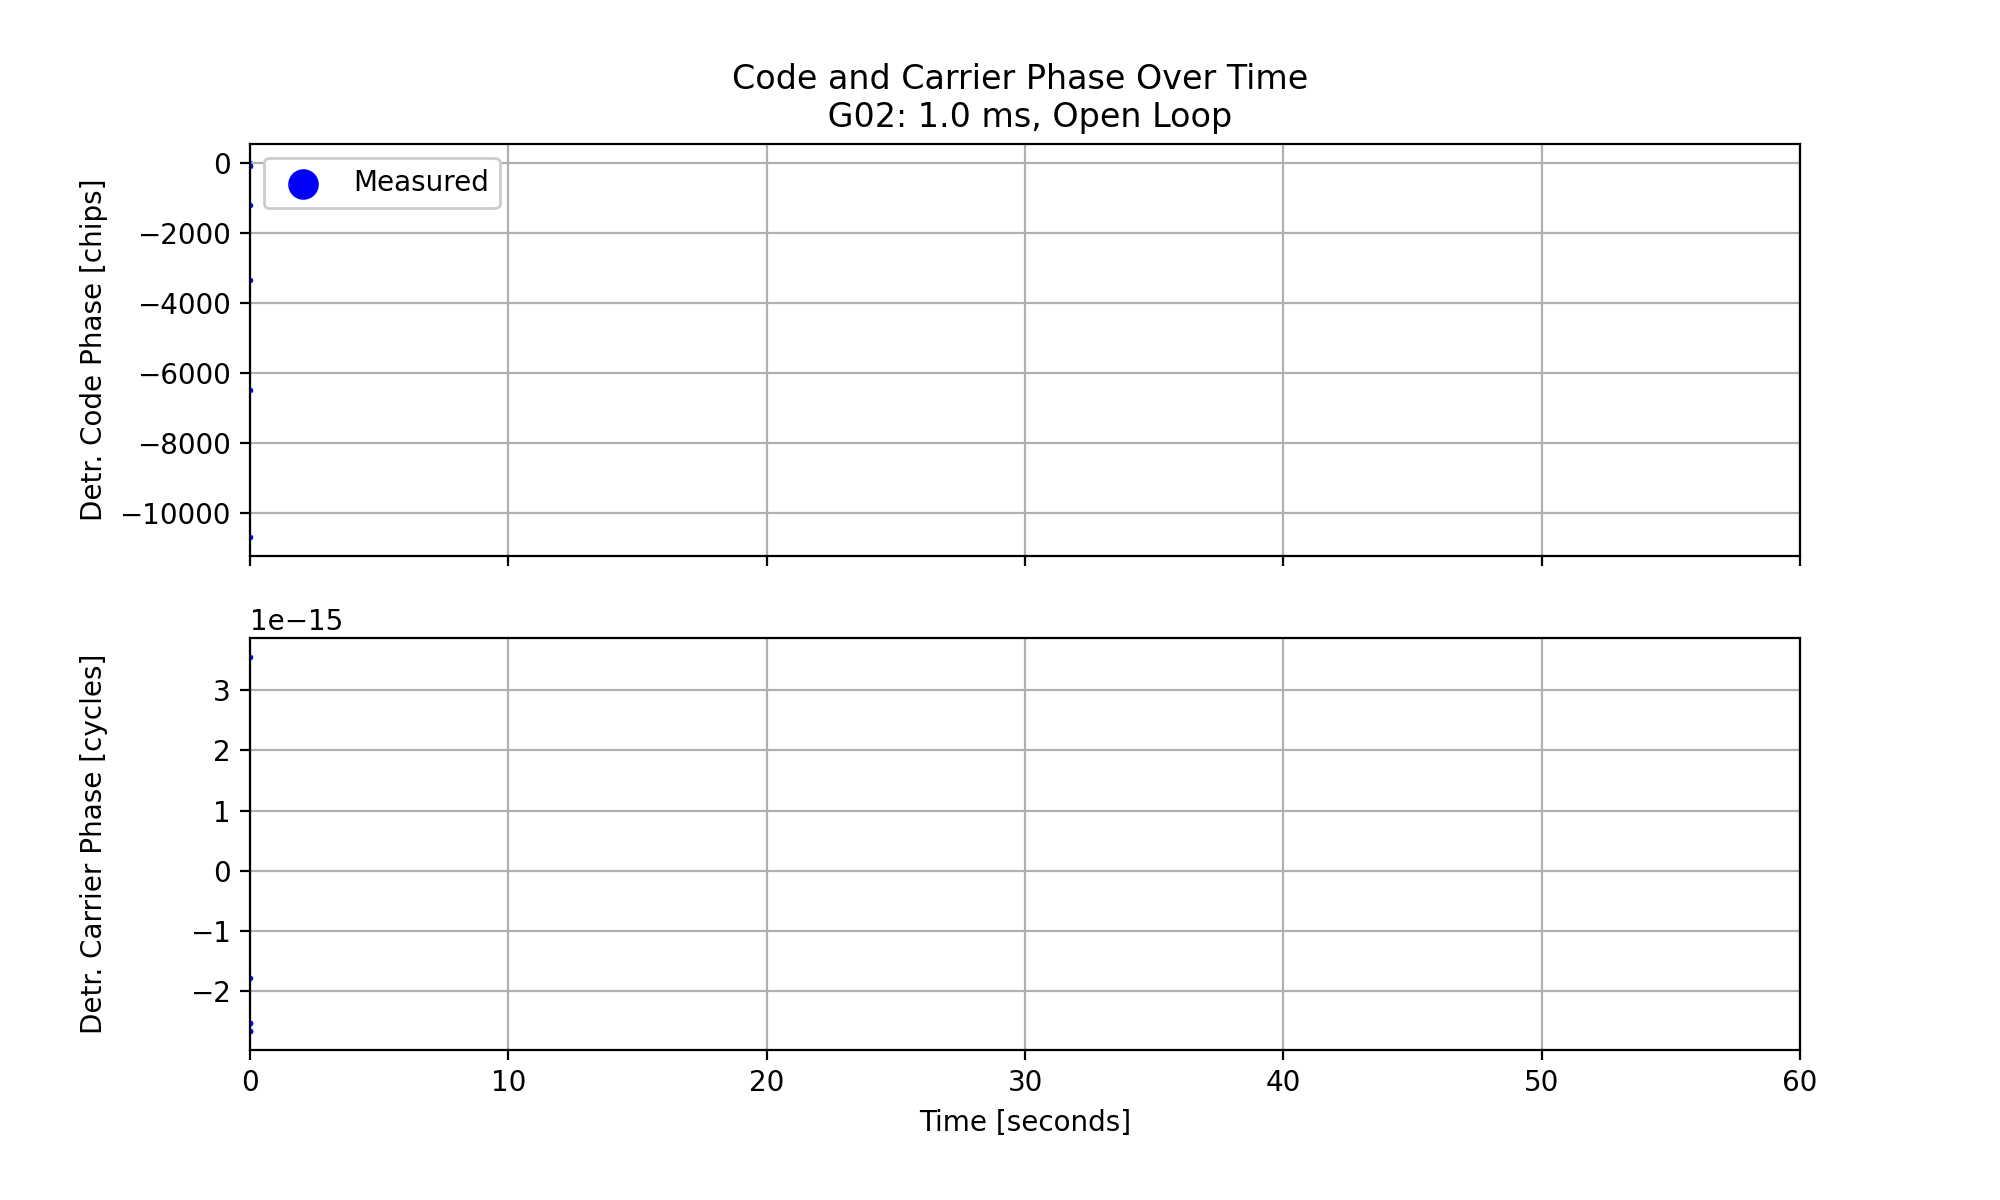 Code and Carrier Phase Over Time
G02: 1.0 ms, Open Loop
Measured
Detr. Code Phase [chips]
0
−2000
−4000
−6000
−8000
−10000
1e−15
Detr. Carrier Phase [cycles]
3
2
1
0
−1
−2
0 10 20 30 40 50 60
Time [seconds]